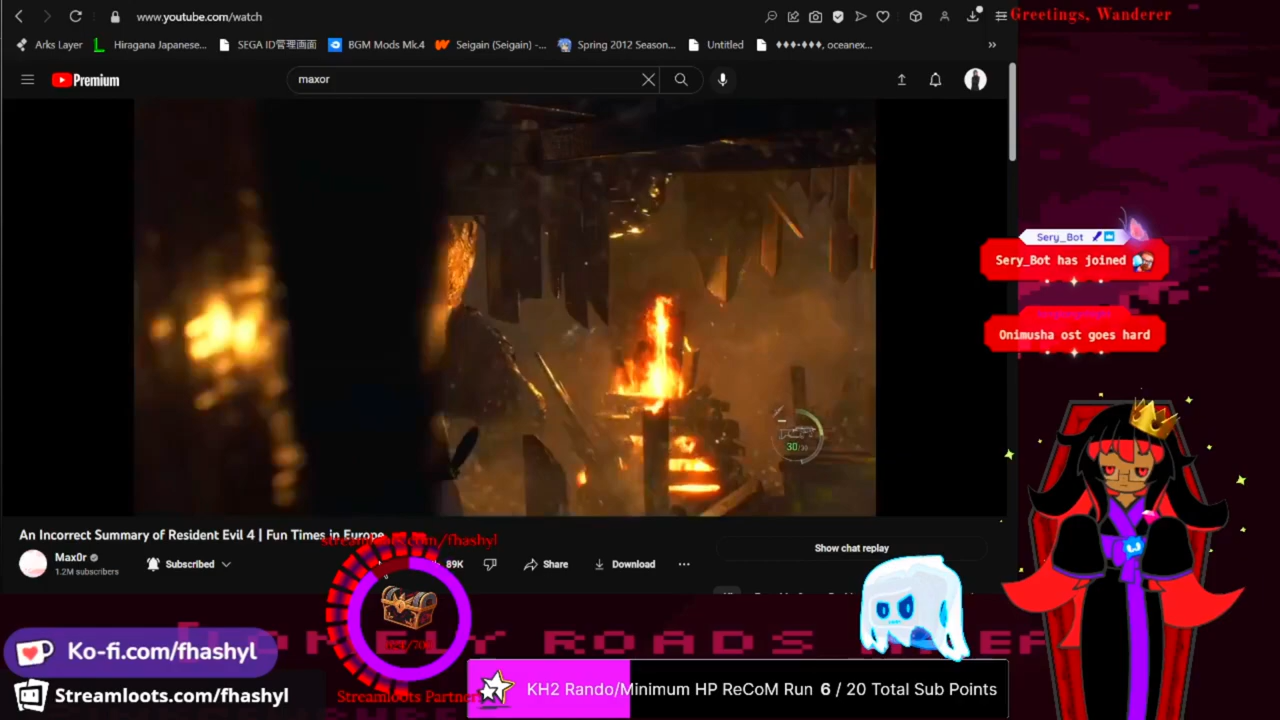 www.youtube.com/watch
Greetings, Wanderer
Arks Layer
Hiragana Japanese...
SEGA ID管理画面
BGM Mods Mk.4
Seigain (Seigain) -...
Spring 2012 Season...
Untitled
♦♦♦-♦♦♦, oceanex...
»
Premium
maxor
Sery_Bot
Sery_Bot has joined
Onimusha ost goes hard
30
An Incorrect Summary of Resident Evil 4 | Fun Times in Europe
streamloots.com/fhashyl
Max0r
1.2M subscribers
Subscribed
89K
Share
Download
Show chat replay
LONELY ROADS
Ko-fi.com/fhashyl
Streamloots.com/fhashyl
Streamloots Partner
KH2 Rando/Minimum HP ReCoM Run 6 / 20 Total Sub Points